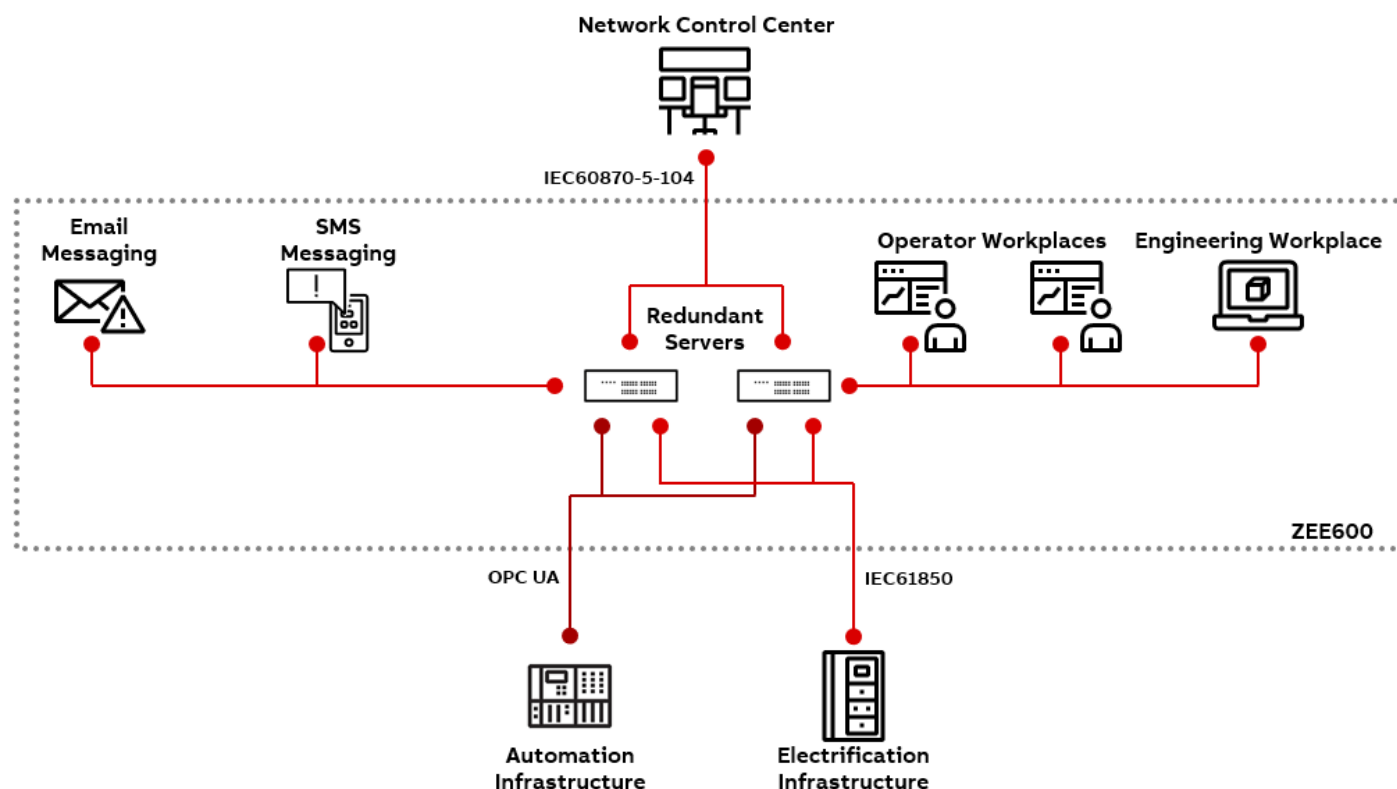 Network Control Center
IEC60870-5-104
Email
Messaging
SMS
Messaging
!
Operator Workplaces
Engineering Workplace
Redundant
Servers
ZEE600
OPC UA
IEC61850
Automation
Infrastructure
Electrification
Infrastructure